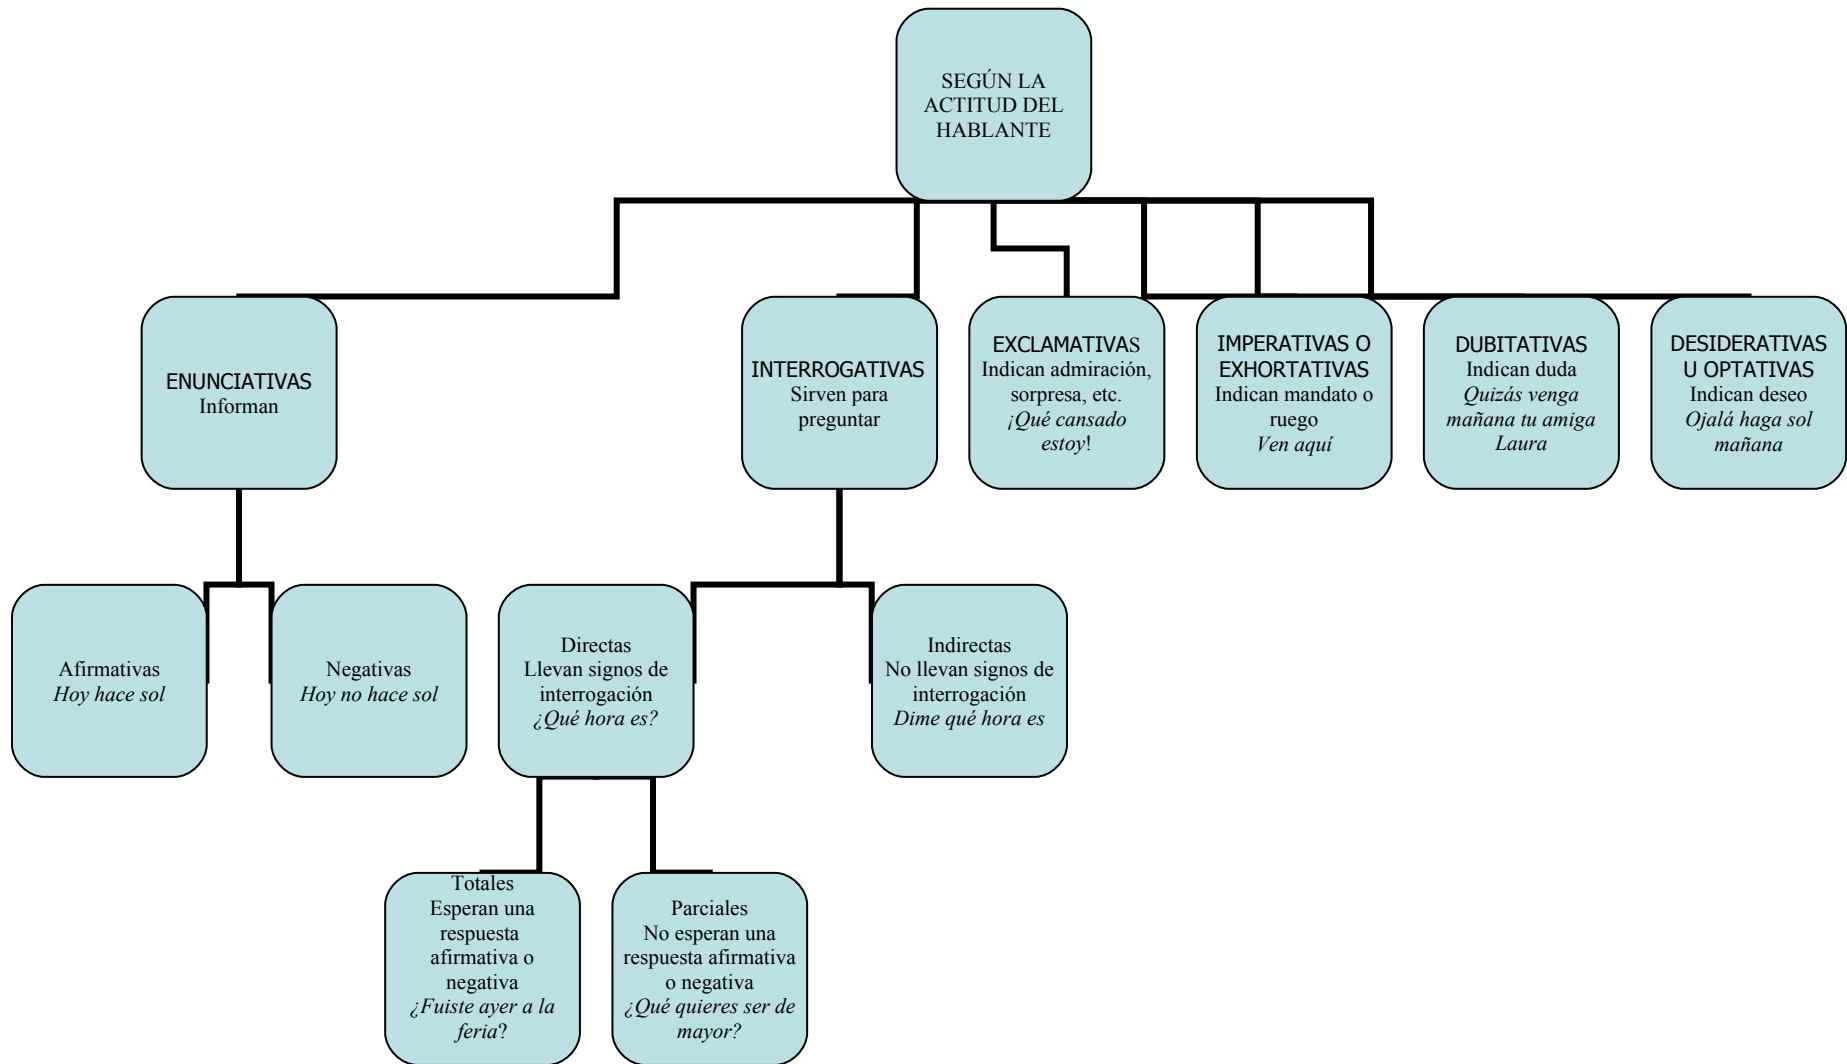 SEGÚN LA
ACTITUD DEL
HABLANTE
ENUNCIATIVAS
Informan
INTERROGATIVAS
Sirven para
preguntar
EXCLAMATIVAS
Indican admiración,
sorpresa, etc.
¡Qué cansado
estoy!
IMPERATIVAS O
EXHORTATIVAS
Indican mandato o
ruego
Ven aquí
DUBITATIVAS
Indican duda
Quizás venga
mañana tu amiga
Laura
DESIDERATIVAS
U OPTATIVAS
Indican deseo
Ojalá haga sol
mañana
Afirmativas
Hoy hace sol
Negativas
Hoy no hace sol
Directas
Llevan signos de
interrogación
¿Qué hora es?
Indirectas
No llevan signos de
interrogación
Dime qué hora es
Totales
Esperan una
respuesta
afirmativa o
negativa
¿Fuiste ayer a la
feria?
Parciales
No esperan una
respuesta afirmativa
o negativa
¿Qué quieres ser de
mayor?